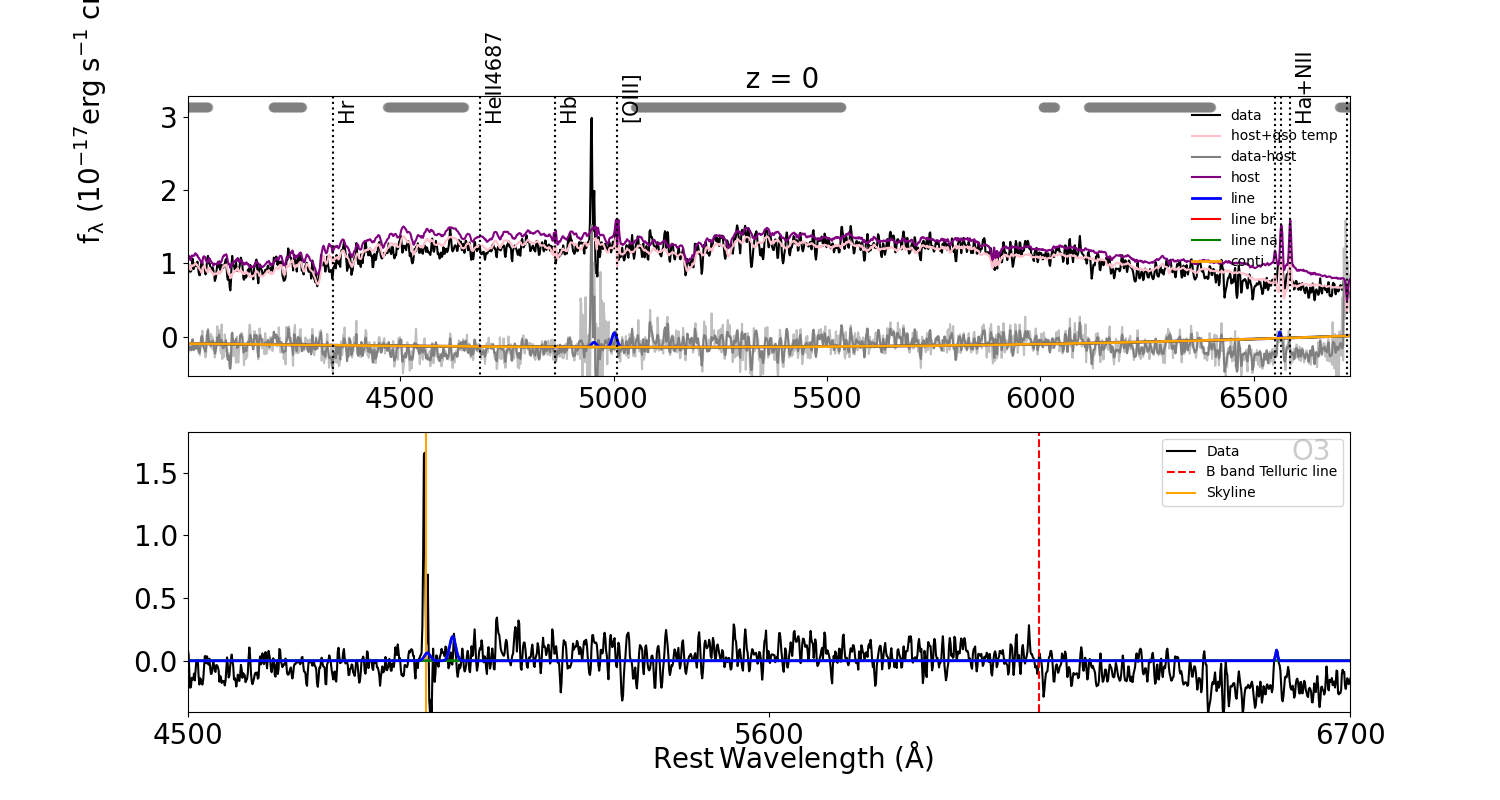 z = 0
f_λ (10^−17 erg s^−1
Hr
HeII4687
Hb
[OIII]
Ha+NII
data
host+qso temp
data-host
host
line
line br
line na
conti
3
2
1
0
4500 5000 5500 6000 6500
O3
Data
B band Telluric line
Skyline
1.5
1.0
0.5
0.0
4500 5600 6700
Rest Wavelength (Å)